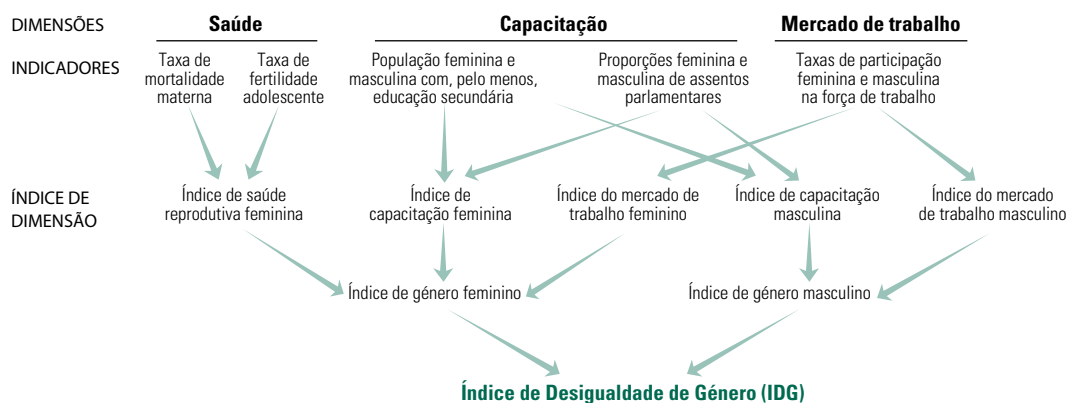 DIMENSÕES
Saúde
Capacitação
Mercado de trabalho
INDICADORES
Taxa de
mortalidade
materna
Taxa de
fertilidade
adolescente
População feminina e
masculina com, pelo menos,
educação secundária
Proporções feminina e
masculina de assentos
parlamentares
Taxas de participação
feminina e masculina
na força de trabalho
ÍNDICE DE
DIMENSÃO
Índice de saúde
reprodutiva feminina
Índice de
capacitação feminina
Índice do mercado de
trabalho feminino
Índice de capacitação
masculina
Índice do mercado
de trabalho masculino
Índice de género feminino
Índice de género masculino
Índice de Desigualdade de Género (IDG)